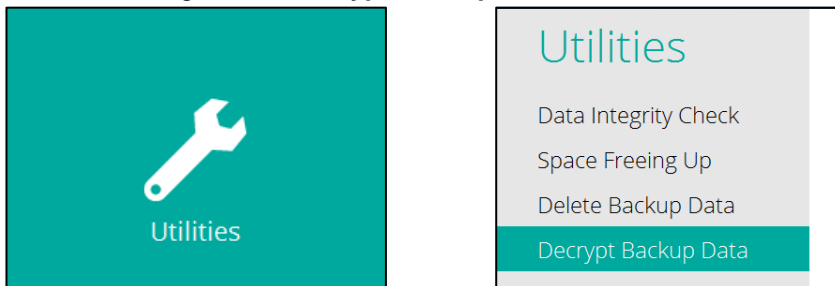 Utilities
Utilities
Data Integrity Check
Space Freeing Up
Delete Backup Data
Decrypt Backup Data